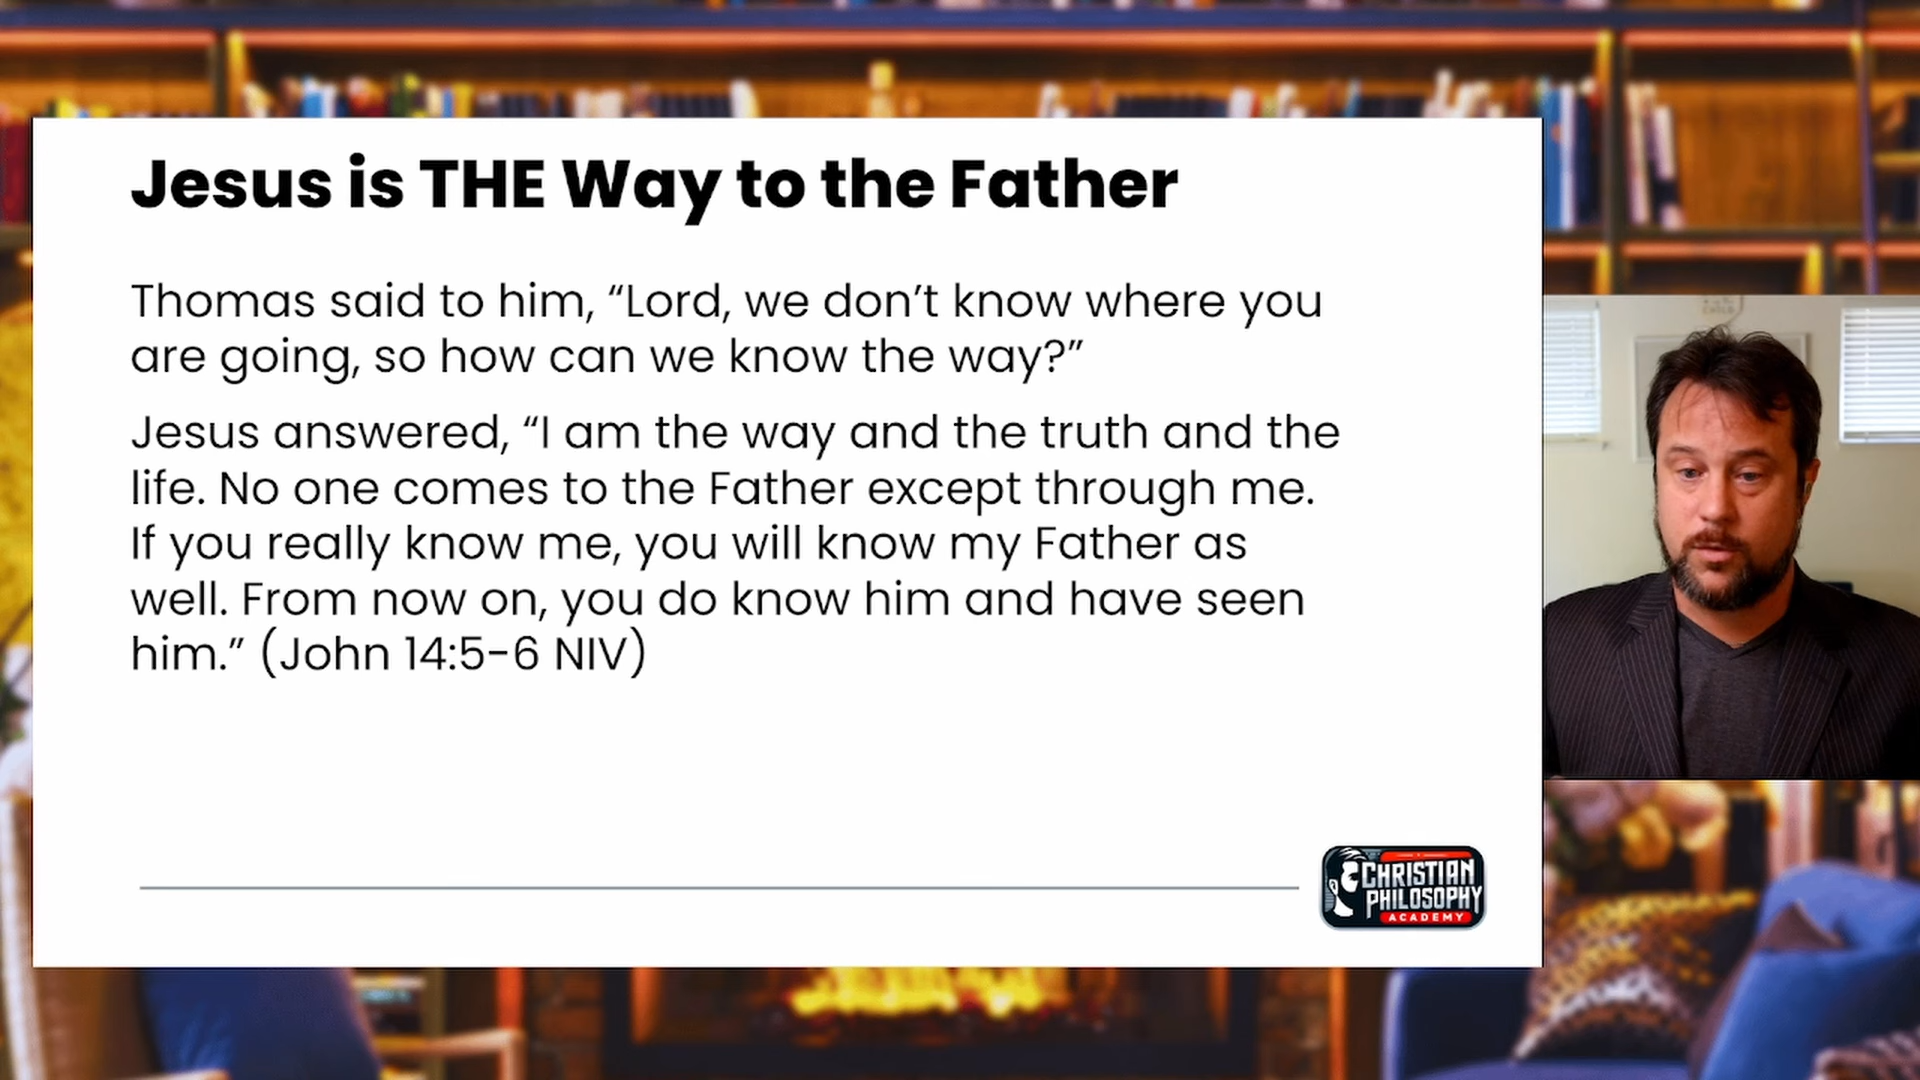 Jesus is THE Way to the Father
Thomas said to him, “Lord, we don’t know where you
are going, so how can we know the way?”
Jesus answered, “I am the way and the truth and the
life. No one comes to the Father except through me.
If you really know me, you will know my Father as
well. From now on, you do know him and have seen
him.” (John 14:5-6 NIV)
CHRISTIAN
PHILOSOPHY
ACADEMY